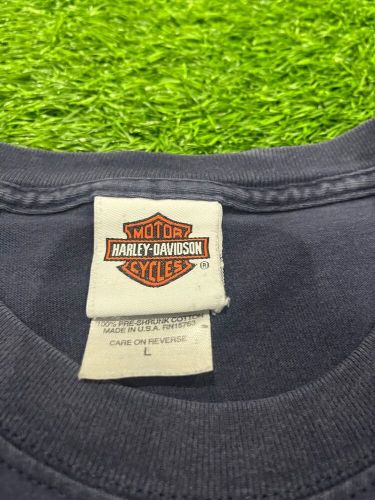 MOTOR
HARLEY-DAVIDSON
CYCLES
®
100% PRE-SHRUNK COTTON
MADE IN U.S.A. RN15763
CARE ON REVERSE
L